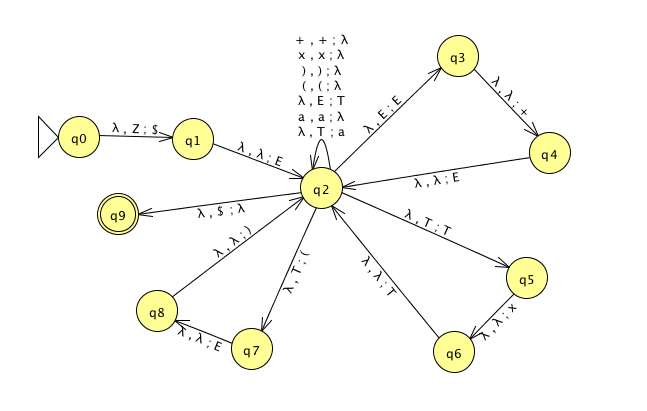 + , + ; λ
x , x ; λ
) , ) ; λ
( , ( ; λ
λ , E ; T
a , a ; λ
λ , T ; a
q3
λ , λ ; +
λ , E ; E
q0
λ , Z ; $
q1
λ , λ ; E
q4
λ , λ ; E
q2
q9
λ , $ ; λ
λ , T ; T
λ , λ ; )
λ , T ; (
λ , λ ; T
q5
q8
λ , λ ; x
λ , λ ; E
q7
q6